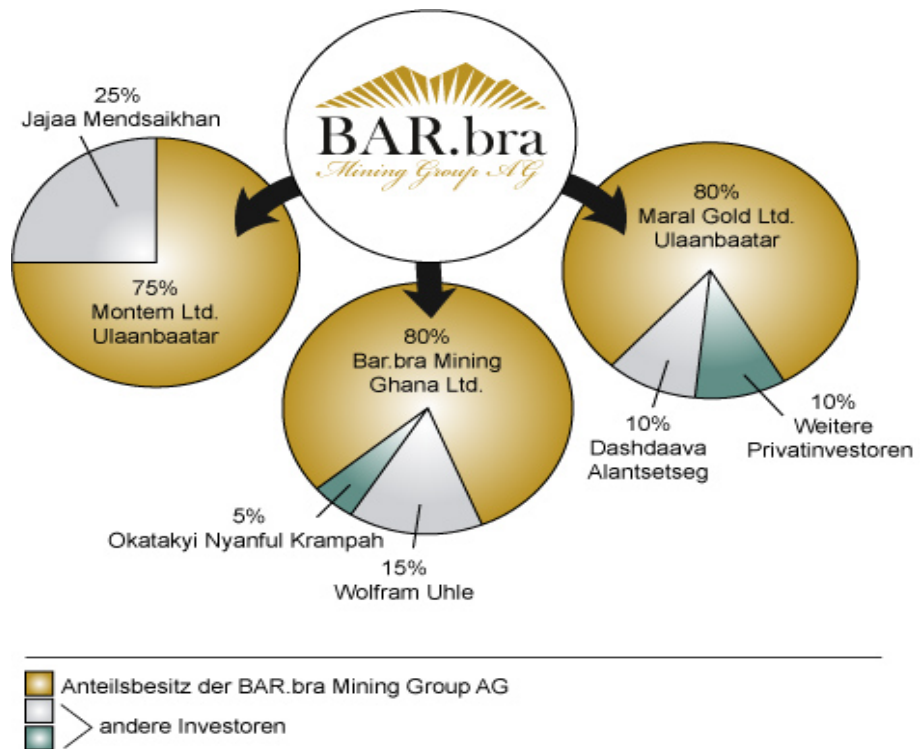 BAR.bra
Mining Group AG
25%
Jajaa Mendsaikhan
75%
Montem Ltd.
Ulaanbaatar
80%
Bar.bra Mining
Ghana Ltd.
5%
Okatakyi Nyanful Krampah
15%
Wolfram Uhle
80%
Maral Gold Ltd.
Ulaanbaatar
10%
Dashdaava
Alantsetseg
10%
Weitere
Privatinvestoren
Anteilsbesitz der BAR.bra Mining Group AG
andere Investoren